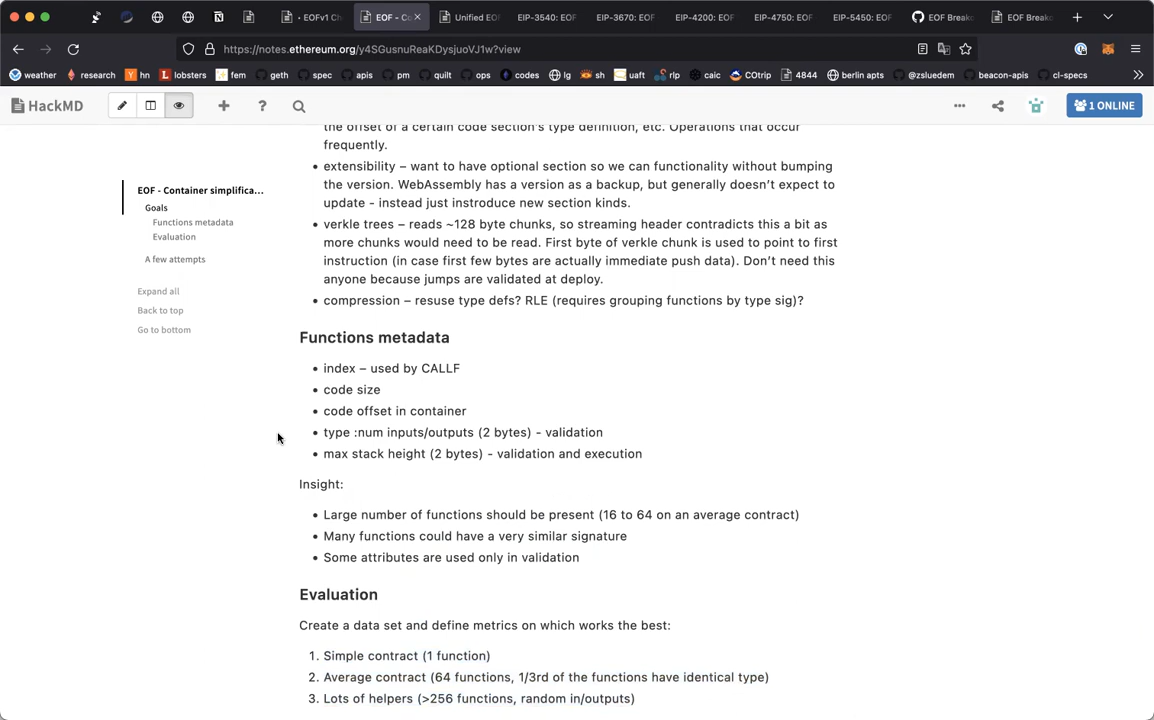 • EOFv1 Ch
EOF - Co
Unified EO
EIP-3540: EOF
EIP-3670: EOF
EIP-4200: EOF
EIP-4750: EOF
EIP-5450: EOF
EOF Break
EOF Break
https://notes.ethereum.org/y4SGusnuReaKDysjuoVJ1w?view
weather
research
hn
lobsters
fem
geth
spec
apis
pm
quilt
ops
codes
lg
sh
uaft
rlp
caic
COtrip
4844
berlin apts
@zsluedem
beacon-apis
cl-specs
HackMD
1 ONLINE
EOF - Container simplifica...
Goals
Functions metadata
Evaluation
A few attempts
Expand all
Back to top
Go to bottom
the offset of a certain code section's type definition, etc. Operations that occur
frequently.
• extensibility – want to have optional section so we can functionality without bumping
the version. WebAssembly has a version as a backup, but generally doesn't expect to
update - instead just instroduce new section kinds.
• verkle trees – reads ~128 byte chunks, so streaming header contradicts this a bit as
more chunks would need to be read. First byte of verkle chunk is used to point to first
instruction (in case first few bytes are actually immediate push data). Don't need this
anyone because jumps are validated at deploy.
• compression – resuse type defs? RLE (requires grouping functions by type sig)?
Functions metadata
• index – used by CALLF
• code size
• code offset in container
• type :num inputs/outputs (2 bytes) - validation
• max stack height (2 bytes) - validation and execution
Insight:
• Large number of functions should be present (16 to 64 on an average contract)
• Many functions could have a very similar signature
• Some attributes are used only in validation
Evaluation
Create a data set and define metrics on which works the best:
1. Simple contract (1 function)
2. Average contract (64 functions, 1/3rd of the functions have identical type)
3. Lots of helpers (>256 functions, random in/outputs)